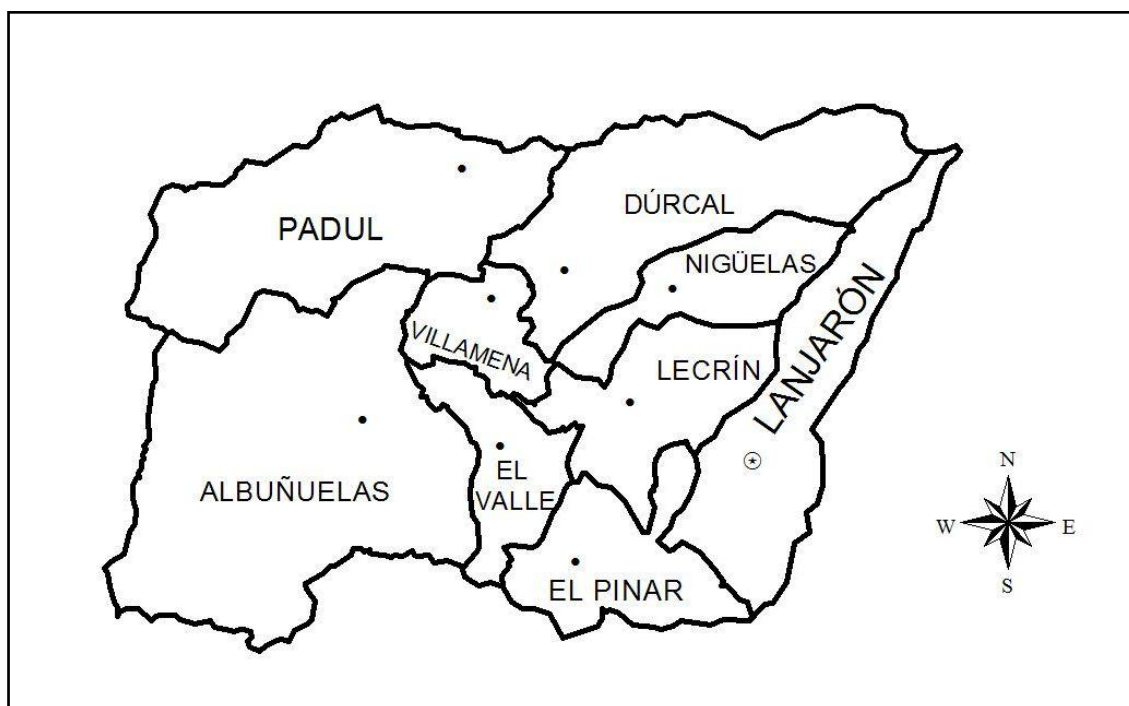 DÚRCAL
PADUL
NIGÜELAS
LANJARÓN
VILLAMENA
LECRÍN
EL
VALLE
ALBUÑUELAS
EL PINAR
N
W E
S